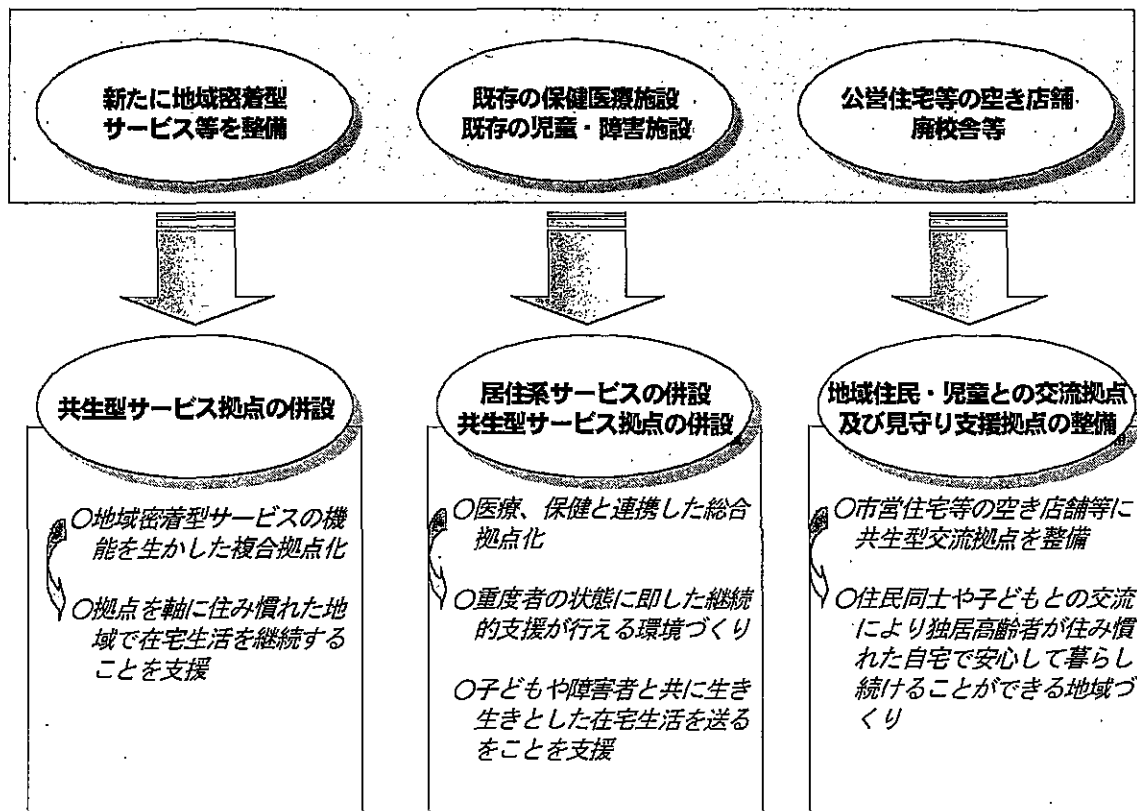 新たに地域密着型
サービス等を整備
既存の保健医療施設
既存の児童・障害施設
公営住宅等の空き店舗
廃校舎等
共生型サービス拠点の併設
居住系サービスの併設
共生型サービス拠点の併設
地域住民・児童との交流拠点
及び見守り支援拠点の整備
○地域密着型サービスの機
能を生かした複合拠点化
○拠点を軸に住み慣れた地
域で在宅生活を継続する
ことを支援
○医療、保健と連携した総合
拠点化
○重度者の状態に即した継続
的支援が行える環境づくり
○子どもや障害者と共に生き
生きとした在宅生活を送る
をことを支援
○市営住宅等の空き店舗等に
共生型交流拠点を整備
○住民同士や子どもとの交流
により独居高齢者が住み慣
れた自宅で安心して暮らし
続けることができる地域づ
くり